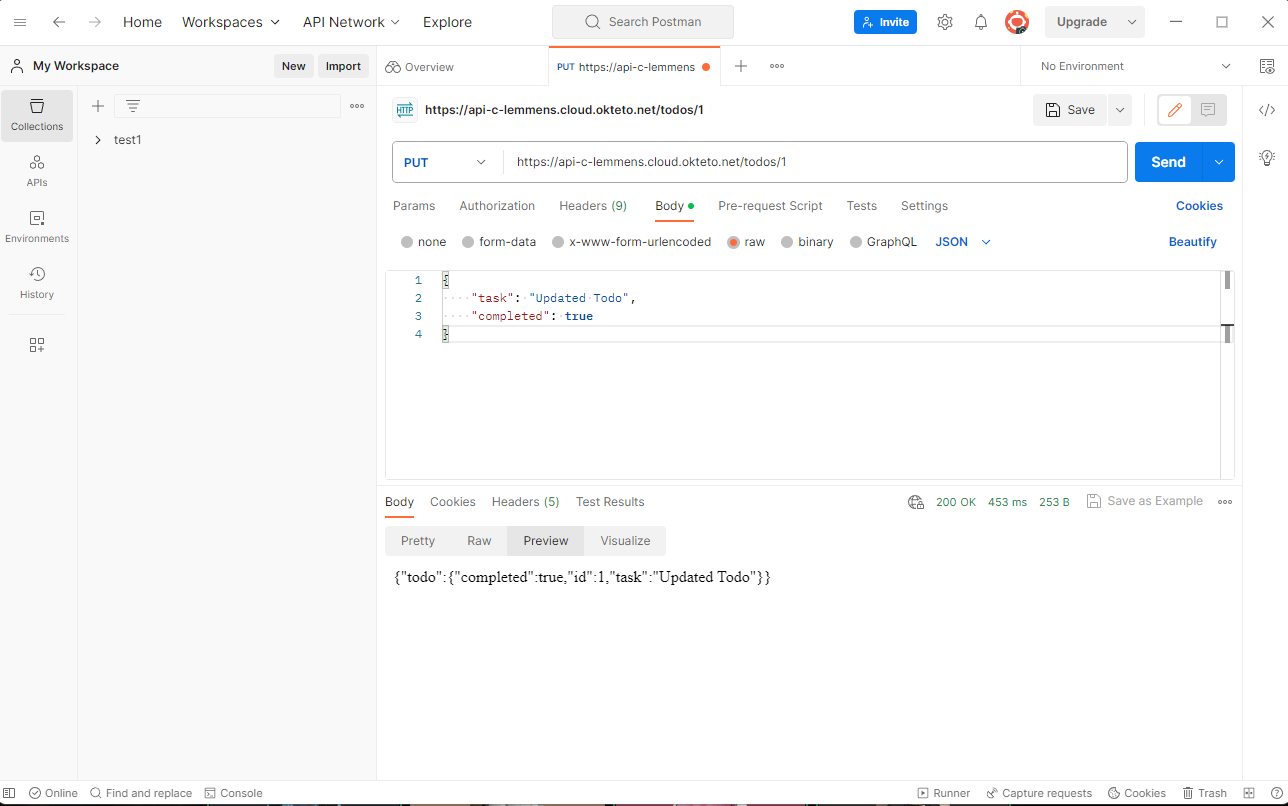 Home Workspaces API Network Explore Search Postman Invite Upgrade
My Workspace New Import Overview PUT https://api-c-lemmens No Environment
Collections
test1
APIs
Environments
History
HTTP https://api-c-lemmens.cloud.okteto.net/todos/1 Save
PUT https://api-c-lemmens.cloud.okteto.net/todos/1 Send
Params Authorization Headers (9) Body Pre-request Script Tests Settings Cookies
none form-data x-www-form-urlencoded raw binary GraphQL JSON Beautify
1 {
2 "task": "Updated Todo",
3 "completed": true
4 }
Body Cookies Headers (5) Test Results 200 OK 453 ms 253 B Save as Example
Pretty Raw Preview Visualize
{"todo":{"completed":true,"id":1,"task":"Updated Todo"}}
Online Find and replace Console Runner Capture requests Cookies Trash